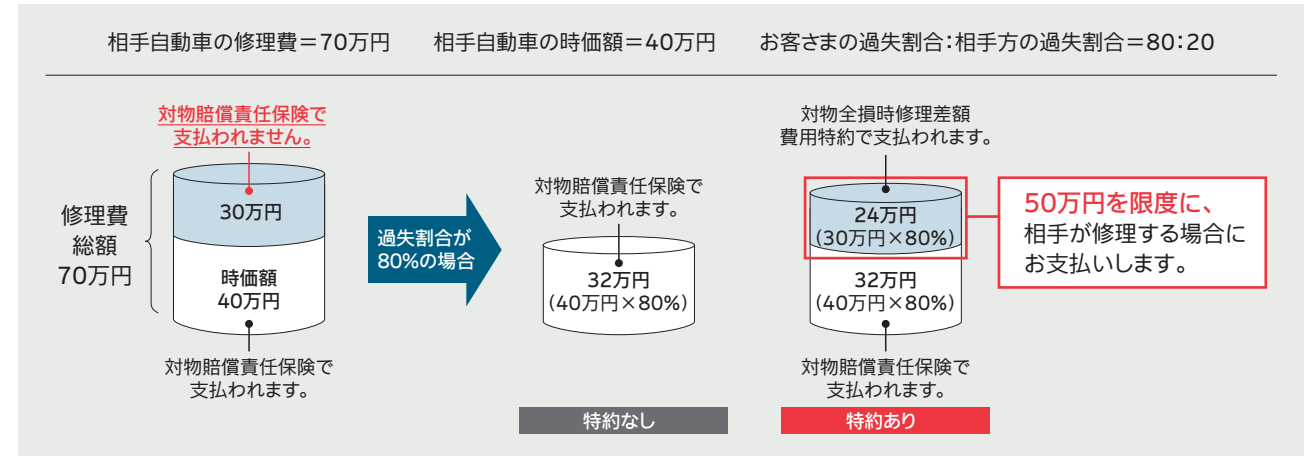 相手自動車の修理費＝70万円　相手自動車の時価額＝40万円　お客さまの過失割合：相手方の過失割合＝80：20
対物賠償責任保険で
支払われません。
修理費
総額
70万円
30万円
時価額
40万円
対物賠償責任保険で
支払われます。
過失割合が
80%の場合
対物賠償責任保険で
支払われます。
32万円
（40万円×80%）
特約なし
対物全損時修理差額
費用特約で支払われます。
24万円
（30万円×80%）
32万円
（40万円×80%）
対物賠償責任保険で
支払われます。
特約あり
50万円を限度に、
相手が修理する場合に
お支払いします。